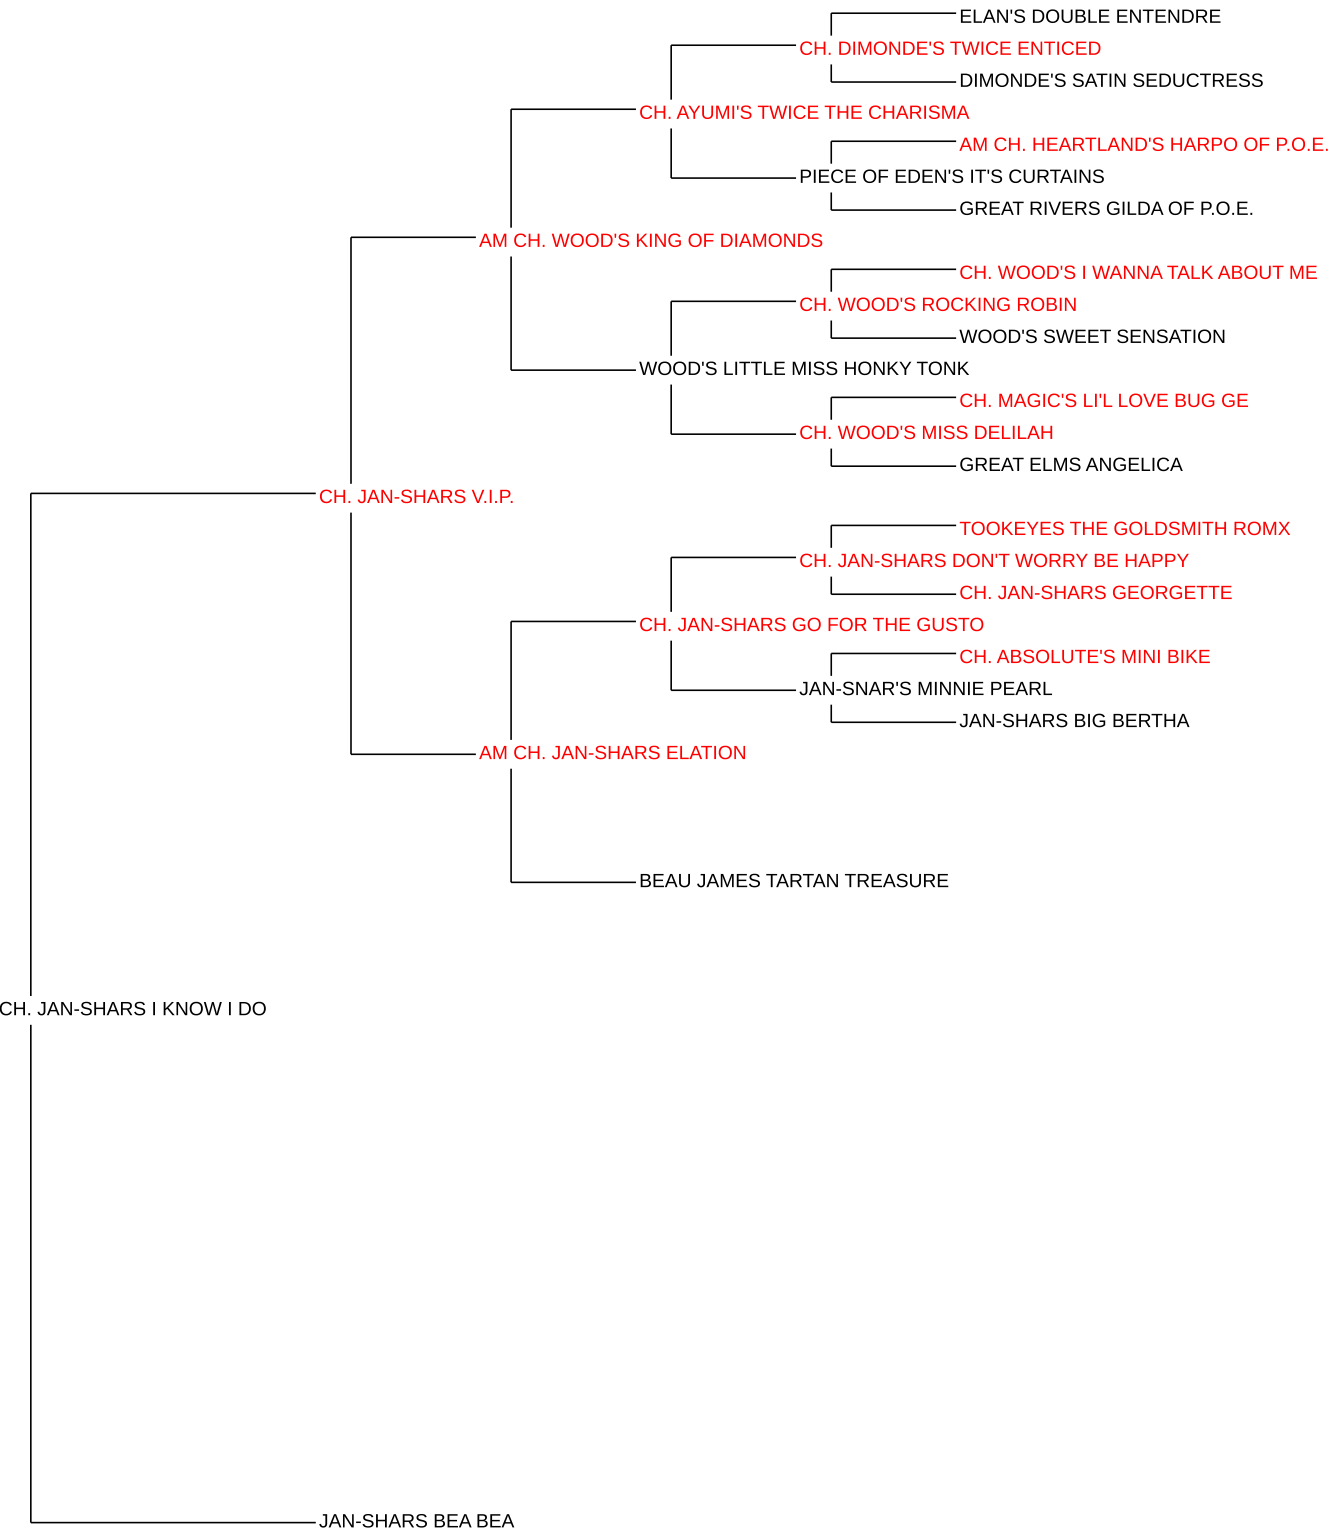 ELAN'S DOUBLE ENTENDRE
CH. DIMONDE'S TWICE ENTICED
DIMONDE'S SATIN SEDUCTRESS
CH. AYUMI'S TWICE THE CHARISMA
AM CH. HEARTLAND'S HARPO OF P.O.E.
PIECE OF EDEN'S IT'S CURTAINS
GREAT RIVERS GILDA OF P.O.E.
AM CH. WOOD'S KING OF DIAMONDS
CH. WOOD'S I WANNA TALK ABOUT ME
CH. WOOD'S ROCKING ROBIN
WOOD'S SWEET SENSATION
WOOD'S LITTLE MISS HONKY TONK
CH. MAGIC'S LI'L LOVE BUG GE
CH. WOOD'S MISS DELILAH
GREAT ELMS ANGELICA
CH. JAN-SHARS V.I.P.
TOOKEYES THE GOLDSMITH ROMX
CH. JAN-SHARS DON'T WORRY BE HAPPY
CH. JAN-SHARS GEORGETTE
CH. JAN-SHARS GO FOR THE GUSTO
CH. ABSOLUTE'S MINI BIKE
JAN-SNAR'S MINNIE PEARL
JAN-SHARS BIG BERTHA
AM CH. JAN-SHARS ELATION
BEAU JAMES TARTAN TREASURE
CH. JAN-SHARS I KNOW I DO
JAN-SHARS BEA BEA